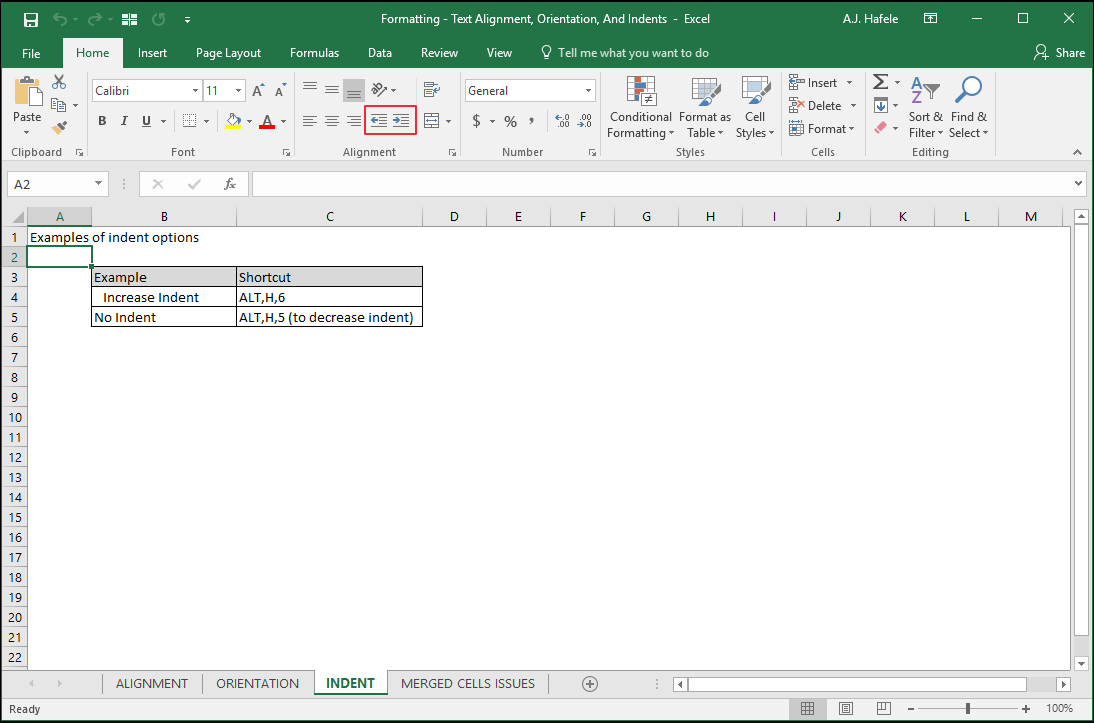 Formatting - Text Alignment, Orientation, And Indents - Excel
A.J. Hafele
File Home Insert Page Layout Formulas Data Review View Tell me what you want to do Share
Paste
Clipboard
Calibri 11
A A
B I U A
Font
Alignment
General
$ % ,
←.0 .00 .00 →.0
Number
Conditional Formatting
Format as Table
Cell Styles
Styles
Insert
Delete
Format
Cells
Σ
A Z
Sort & Filter
Find & Select
Editing
A2
fx
A B C D E F G H I J K L M
1 Examples of indent options
2
3 Example Shortcut
4 Increase Indent ALT,H,6
5 No Indent ALT,H,5 (to decrease indent)
6
7
8
9
10
11
12
13
14
15
16
17
18
19
20
21
22
ALIGNMENT ORIENTATION INDENT MERGED CELLS ISSUES
Ready
100%